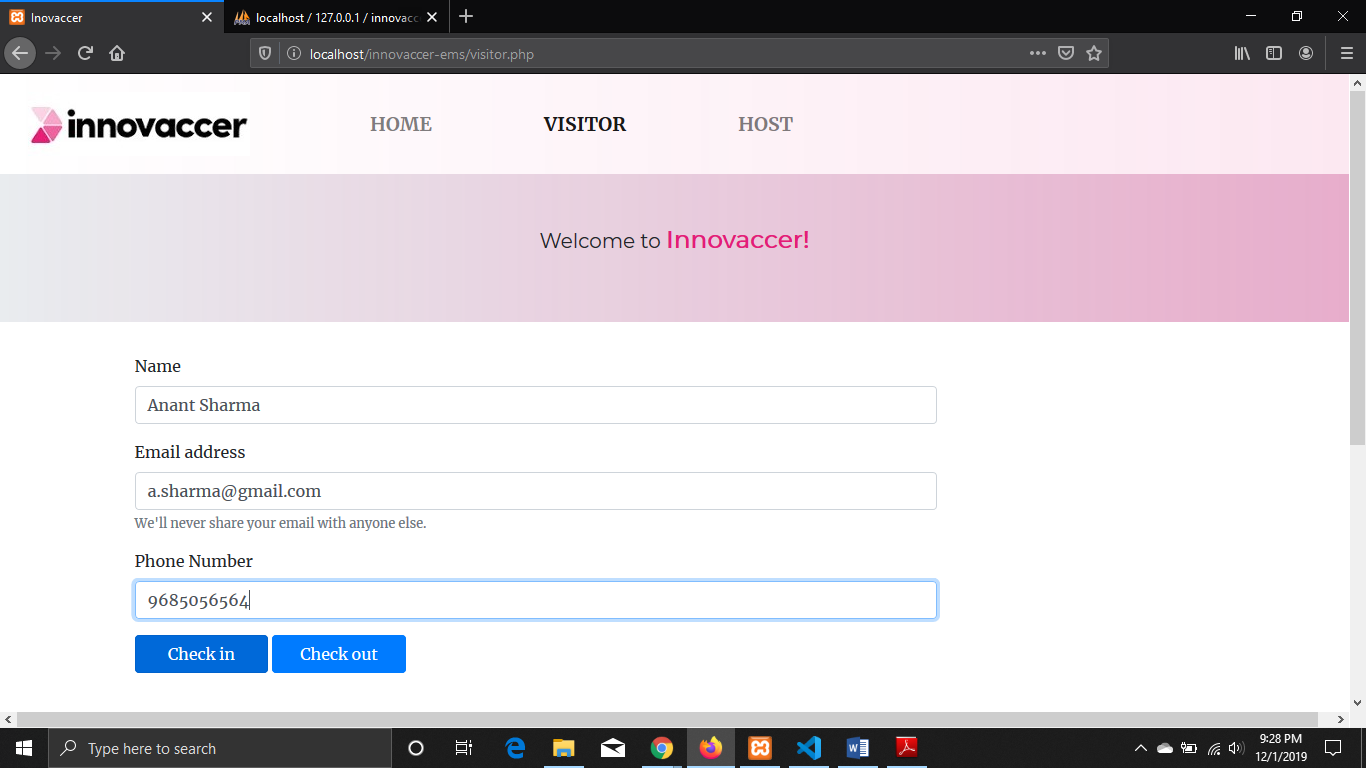 Inovaccer
localhost / 127.0.0.1 / innovacc
localhost/innovaccer-ems/visitor.php
innovaccer
HOME VISITOR HOST
Welcome to Innovaccer!
Name
Anant Sharma
Email address
a.sharma@gmail.com
We'll never share your email with anyone else.
Phone Number
9685056564
Check in Check out
Type here to search
9:28 PM
12/1/2019